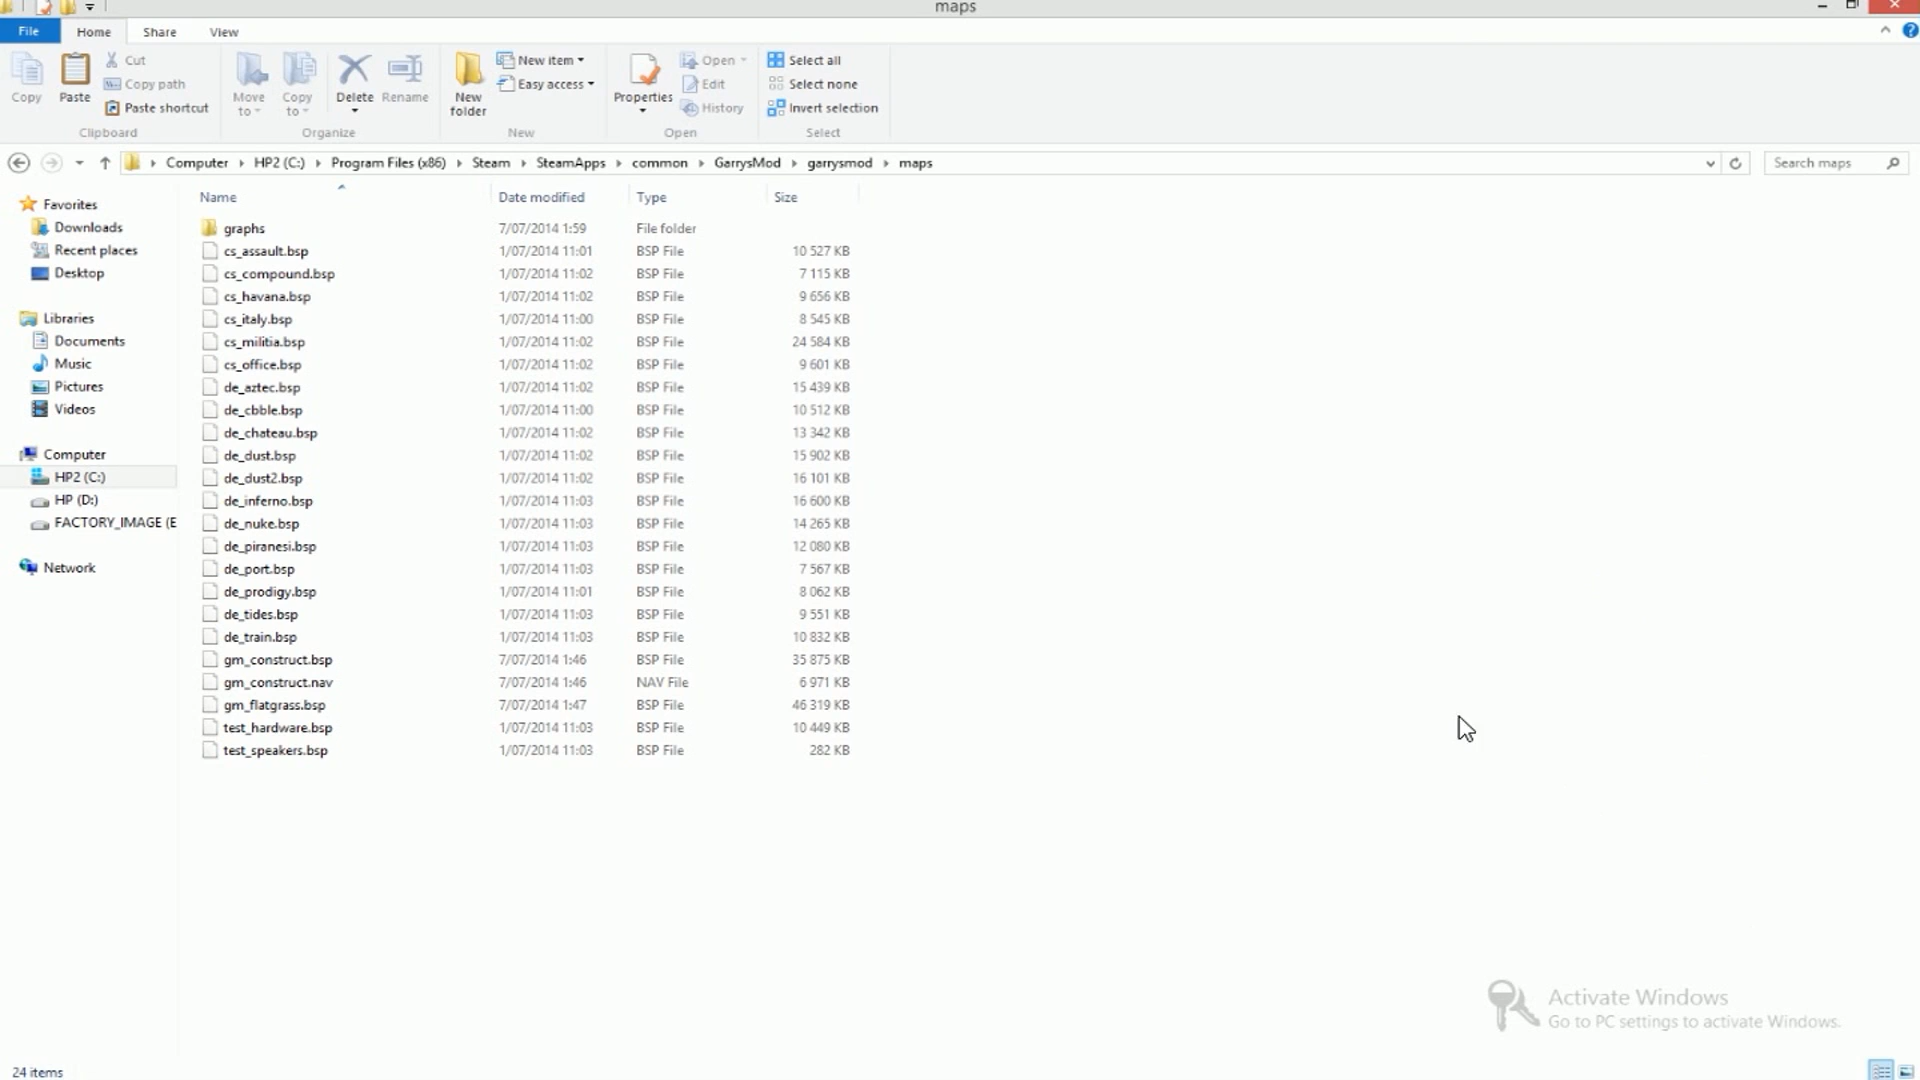 maps
File Home Share View
Copy Paste Cut Copy path Paste shortcut
Clipboard
Move to Copy to Delete Rename
Organize
New folder New item Easy access
New
Properties Open Edit History
Open
Select all Select none Invert selection
Select
Computer HP2 (C:) Program Files (x86) Steam SteamApps common GarrysMod garrysmod maps
Search maps
Favorites
Downloads
Recent places
Desktop
Libraries
Documents
Music
Pictures
Videos
Computer
HP2 (C:)
HP (D:)
FACTORY_IMAGE (E
Network
Name Date modified Type Size
graphs 7/07/2014 1:59 File folder
cs_assault.bsp 1/07/2014 11:01 BSP File 10 527 KB
cs_compound.bsp 1/07/2014 11:02 BSP File 7 115 KB
cs_havana.bsp 1/07/2014 11:02 BSP File 9 656 KB
cs_italy.bsp 1/07/2014 11:00 BSP File 8 545 KB
cs_militia.bsp 1/07/2014 11:02 BSP File 24 584 KB
cs_office.bsp 1/07/2014 11:02 BSP File 9 601 KB
de_aztec.bsp 1/07/2014 11:02 BSP File 15 439 KB
de_cbble.bsp 1/07/2014 11:00 BSP File 10 512 KB
de_chateau.bsp 1/07/2014 11:02 BSP File 13 342 KB
de_dust.bsp 1/07/2014 11:02 BSP File 15 902 KB
de_dust2.bsp 1/07/2014 11:02 BSP File 16 101 KB
de_inferno.bsp 1/07/2014 11:03 BSP File 16 600 KB
de_nuke.bsp 1/07/2014 11:03 BSP File 14 265 KB
de_piranesi.bsp 1/07/2014 11:03 BSP File 12 080 KB
de_port.bsp 1/07/2014 11:03 BSP File 7 567 KB
de_prodigy.bsp 1/07/2014 11:01 BSP File 8 062 KB
de_tides.bsp 1/07/2014 11:03 BSP File 9 551 KB
de_train.bsp 1/07/2014 11:03 BSP File 10 832 KB
gm_construct.bsp 7/07/2014 1:46 BSP File 35 875 KB
gm_construct.nav 7/07/2014 1:46 NAV File 6 971 KB
gm_flatgrass.bsp 7/07/2014 1:47 BSP File 46 319 KB
test_hardware.bsp 1/07/2014 11:03 BSP File 10 449 KB
test_speakers.bsp 1/07/2014 11:03 BSP File 282 KB
Activate Windows
Go to PC settings to activate Windows.
24 items